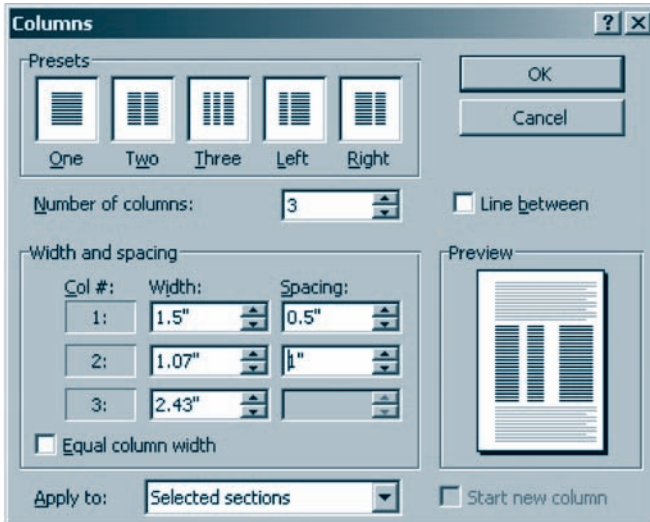 Columns
Presets
OK
Cancel
One Two Three Left Right
Number of columns: 3 Line between
Width and spacing Preview
Col #: Width: Spacing:
1: 1.5" 0.5"
2: 1.07" 1"
3: 2.43"
Equal column width
Apply to: Selected sections Start new column